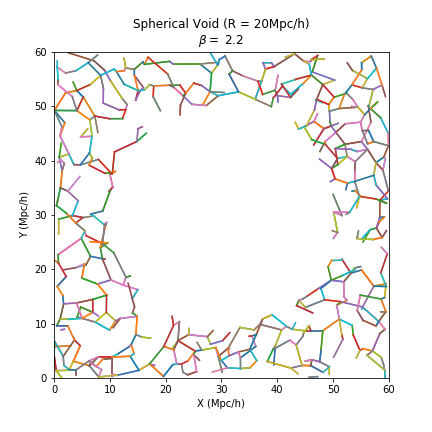 Spherical Void (R = 20Mpc/h)
β = 2.2
Y (Mpc/h)
60
50
40
30
20
10
0
0 10 20 30 40 50 60
X (Mpc/h)